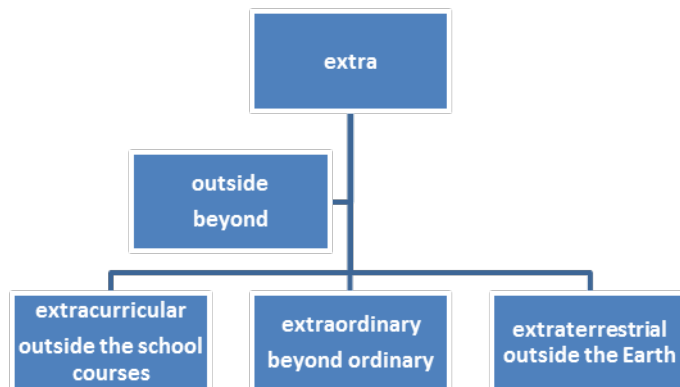 extra
outside
beyond
extracurricular
outside the school
courses
extraordinary
beyond ordinary
extraterrestrial
outside the Earth